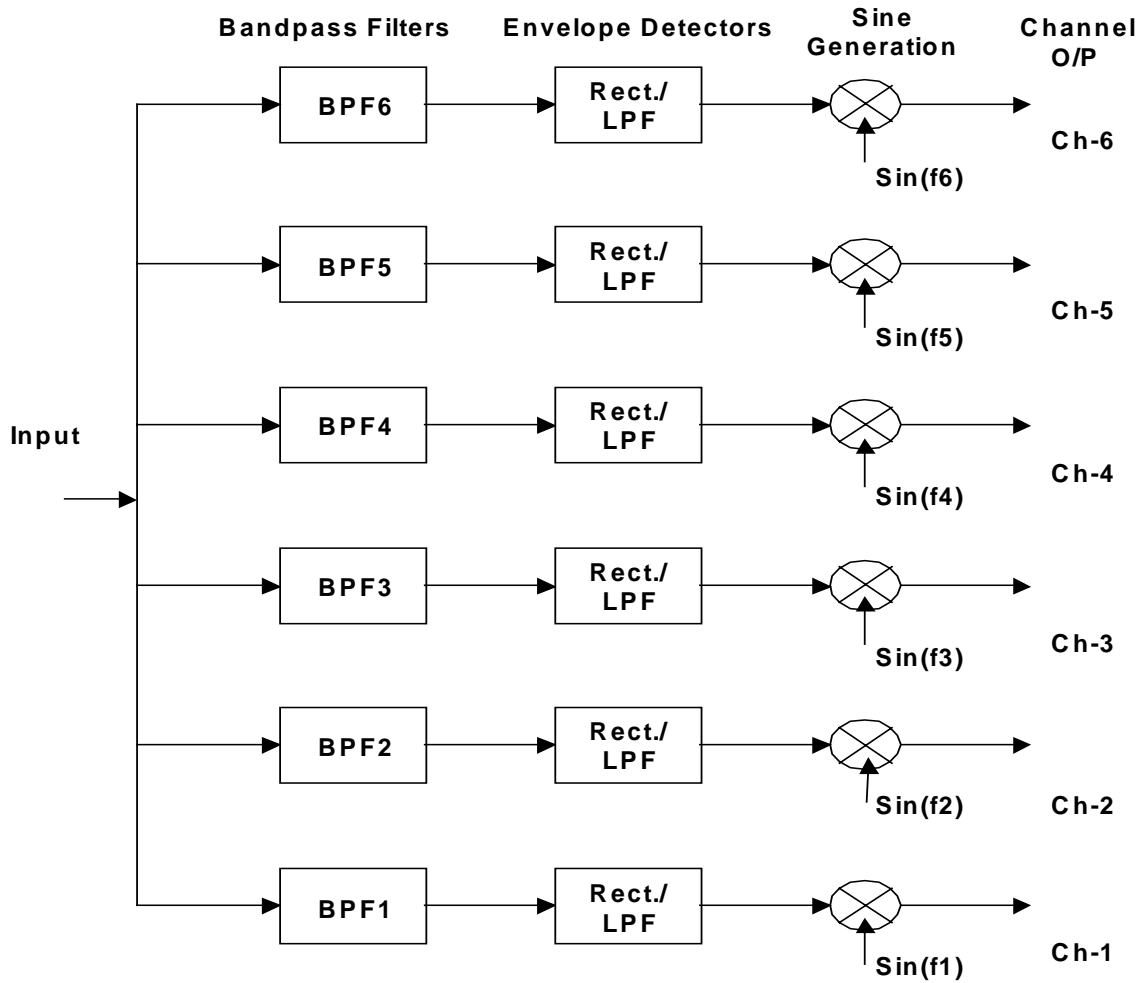 Bandpass Filters
Envelope Detectors
Sine
Generation
Channel
O/P
BPF6
Rect./
LPF
Sin(f6)
Ch-6
BPF5
Rect./
LPF
Sin(f5)
Ch-5
Input
BPF4
Rect./
LPF
Sin(f4)
Ch-4
BPF3
Rect./
LPF
Sin(f3)
Ch-3
BPF2
Rect./
LPF
Sin(f2)
Ch-2
BPF1
Rect./
LPF
Sin(f1)
Ch-1